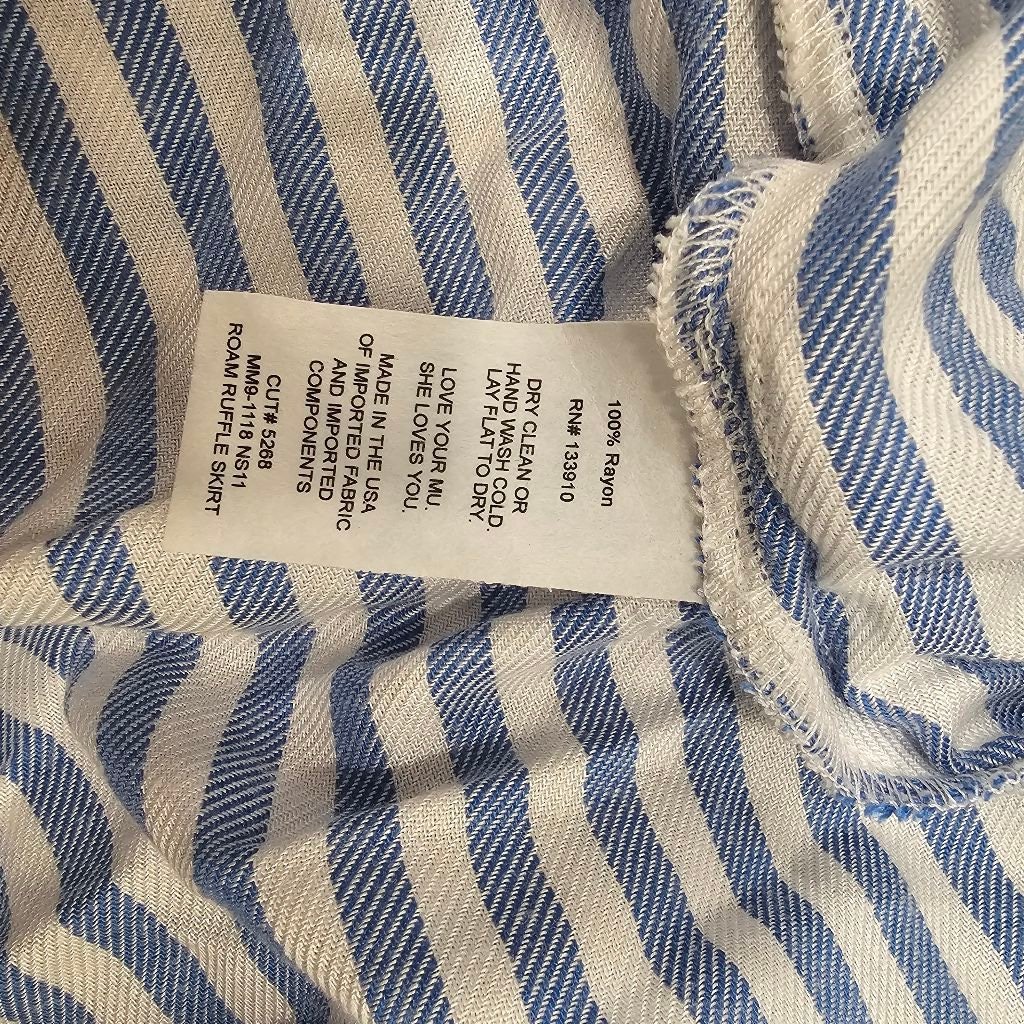 100% Rayon
RN# 133910
DRY CLEAN OR
HAND WASH COLD.
LAY FLAT TO DRY.
LOVE YOUR MU.
SHE LOVES YOU.
MADE IN THE USA
OF IMPORTED FABRIC
AND IMPORTED
COMPONENTS
CUT# 5268
MM9-1118 NS11
ROAM RUFFLE SKIRT